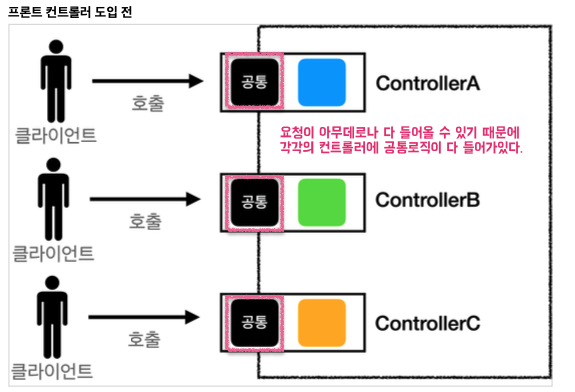 프론트 컨트롤러 도입 전
공통
ControllerA
호출
클라이언트
요청이 아무데로나 다 들어올 수 있기 때문에
각각의 컨트롤러에 공통로직이 다 들어가있다.
공통
ControllerB
호출
클라이언트
공통
ControllerC
호출
클라이언트